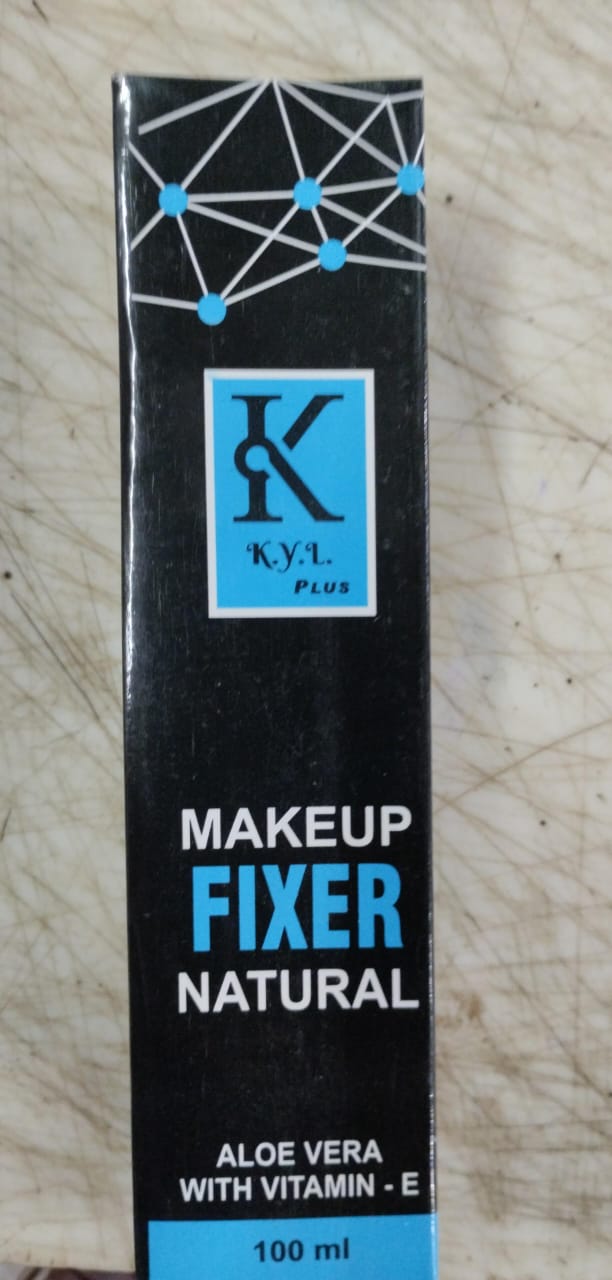 K
K.Y.L.
PLUS
MAKEUP
FIXER
NATURAL
ALOE VERA
WITH VITAMIN - E
100 ml